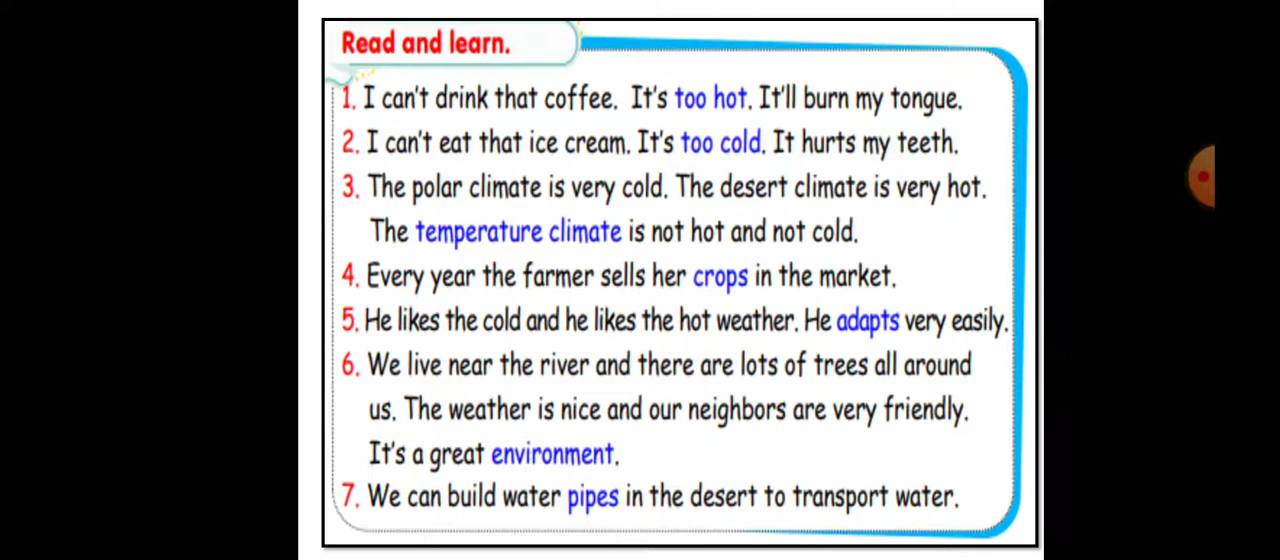 Read and learn.
1. I can't drink that coffee. It's too hot. It'll burn my tongue.
2. I can't eat that ice cream. It's too cold. It hurts my teeth.
3. The polar climate is very cold. The desert climate is very hot.
The temperature climate is not hot and not cold.
4. Every year the farmer sells her crops in the market.
5. He likes the cold and he likes the hot weather. He adapts very easily.
6. We live near the river and there are lots of trees all around
us. The weather is nice and our neighbors are very friendly.
It's a great environment.
7. We can build water pipes in the desert to transport water.